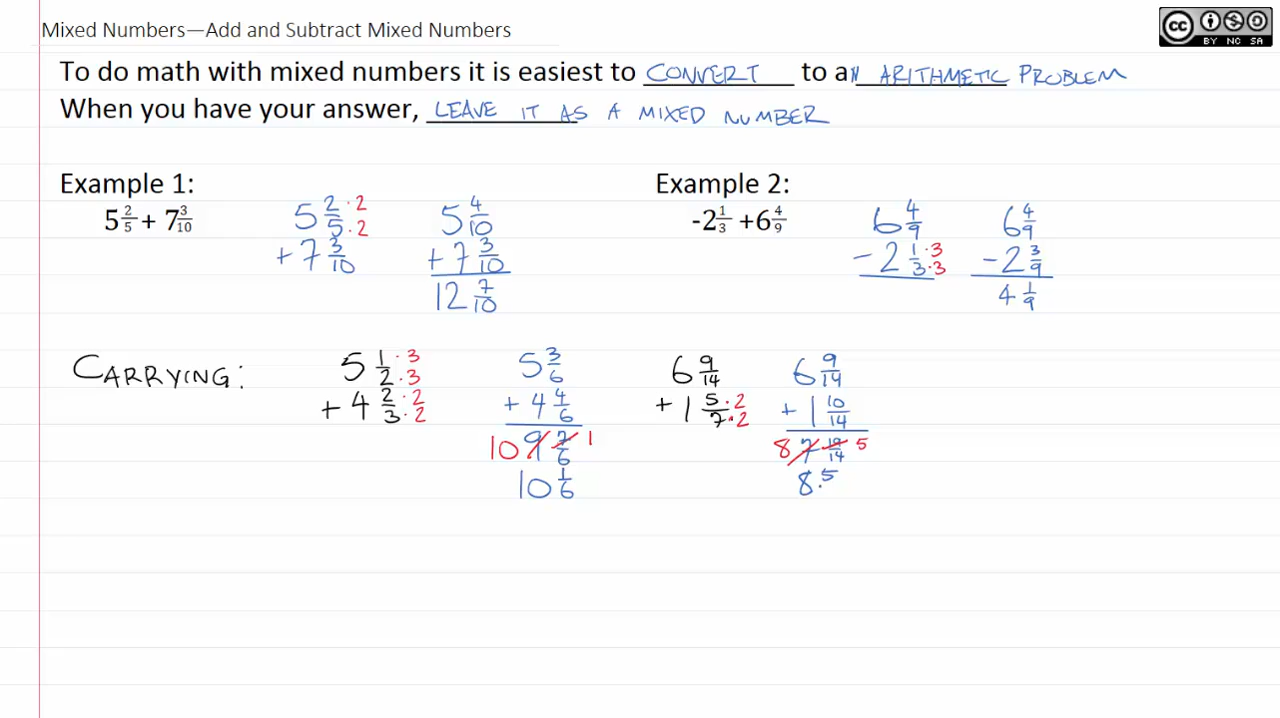 Mixed Numbers—Add and Subtract Mixed Numbers
CC BY NC SA
To do math with mixed numbers it is easiest to CONVERT to aN ARITHMETIC PROBLEM
When you have your answer, LEAVE IT AS A MIXED NUMBER
Example 1:
5 2/5 + 7 3/10
5 2/5 ·2 ·2
+ 7 3/10
5 4/10
+ 7 3/10
12 7/10
Example 2:
-2 1/3 +6 4/9
6 4/9
- 2 1/3 ·3 ·3
6 4/9
- 2 3/9
4 1/9
CARRYING:
5 1/2 ·3 ·3
+ 4 2/3 ·2 ·2
5 3/6
+ 4 4/6
10 9 7/6 1
10 1/6
6 9/14
+ 1 5/7 ·2 ·2
6 9/14
+ 1 10/14
8 7 19/14 5
8 5